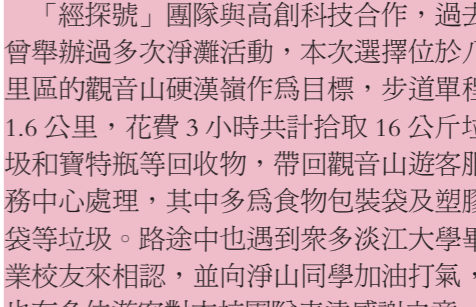 「經探號」團隊與高創科技合作，過去
曾舉辦過多次淨灘活動，本次選擇位於八
里區的觀音山硬漢嶺作為目標，步道單程
1.6 公里，花費 3 小時共計拾取 16 公斤垃
圾和寶特瓶等回收物，帶回觀音山遊客服
務中心處理，其中多為食物包裝袋及塑膠
袋等垃圾。路途中也遇到眾多淡江大學畢
業校友來相認，並向淨山同學加油打氣，